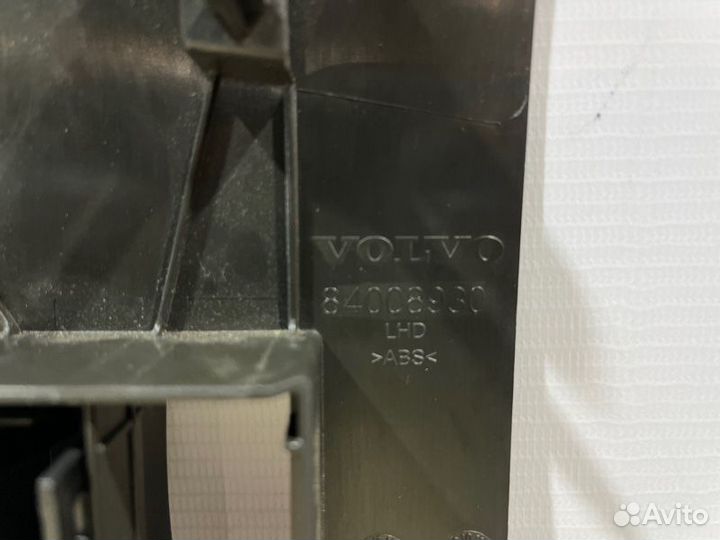 VOLVO
84008930
LHD
>ABS<
Avito